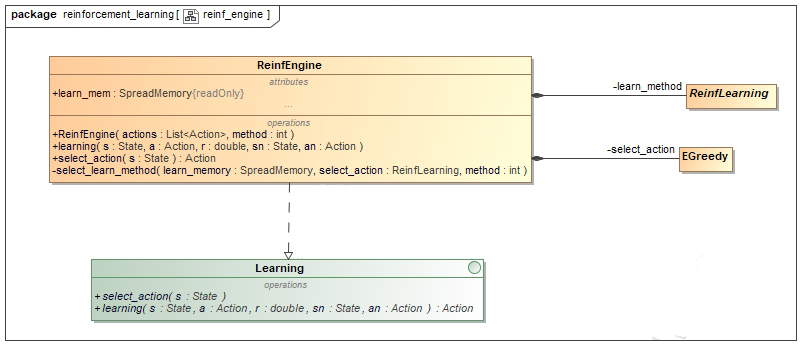 package reinforcement_learning [ reinf_engine ]
ReinfEngine
attributes
+learn_mem : SpreadMemory{readOnly}
...
operations
+ReinfEngine( actions : List<Action>, method : int )
+learning( s : State, a : Action, r : double, sn : State, an : Action )
+select_action( s : State ) : Action
-select_learn_method( learn_memory : SpreadMemory, select_action : ReinfLearning, method : int )
-learn_method
ReinfLearning
-select_action
EGreedy
Learning
operations
+ select_action( s : State )
+ learning( s : State, a : Action, r : double, sn : State, an : Action ) : Action